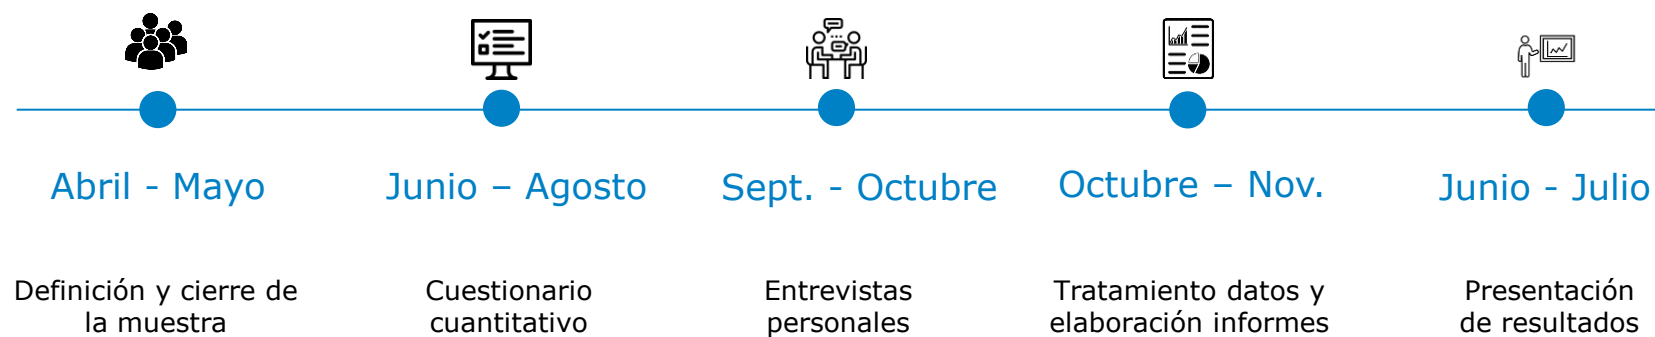 Abril - Mayo
Junio – Agosto
Sept. - Octubre
Octubre – Nov.
Junio - Julio
Definición y cierre de
la muestra
Cuestionario
cuantitativo
Entrevistas
personales
Tratamiento datos y
elaboración informes
Presentación
de resultados